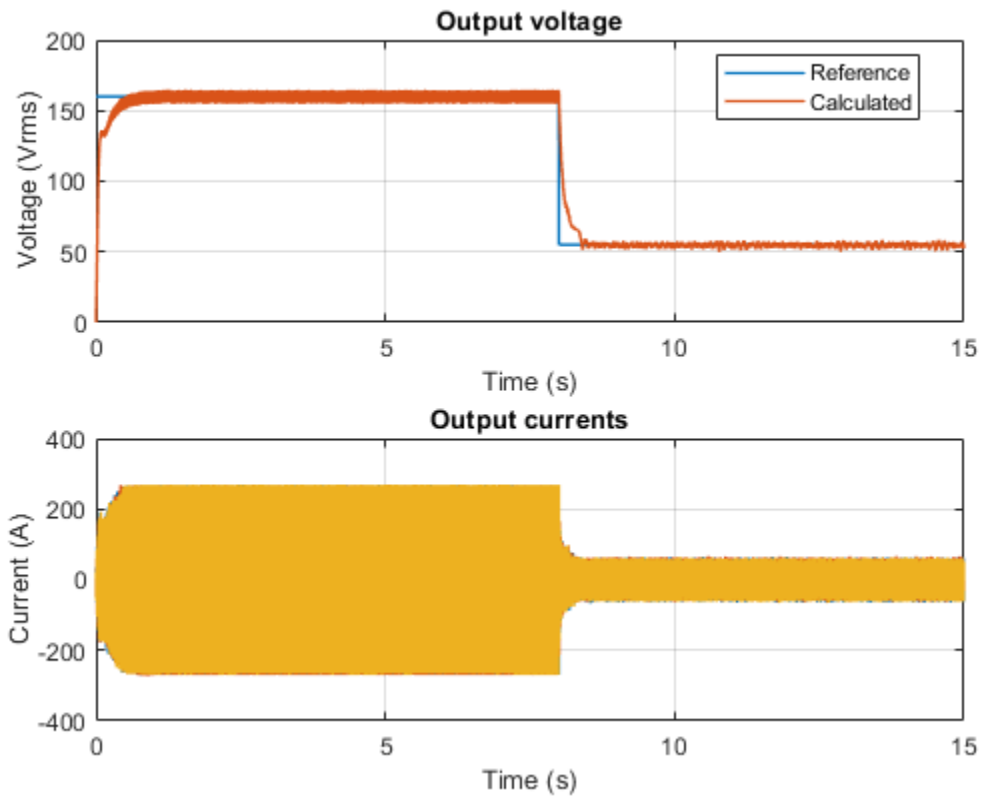 Output voltage
200
150
100
50
0
Voltage (Vrms)
Reference
Calculated
0 5 10 15
Time (s)
Output currents
400
200
0
-200
-400
Current (A)
0 5 10 15
Time (s)